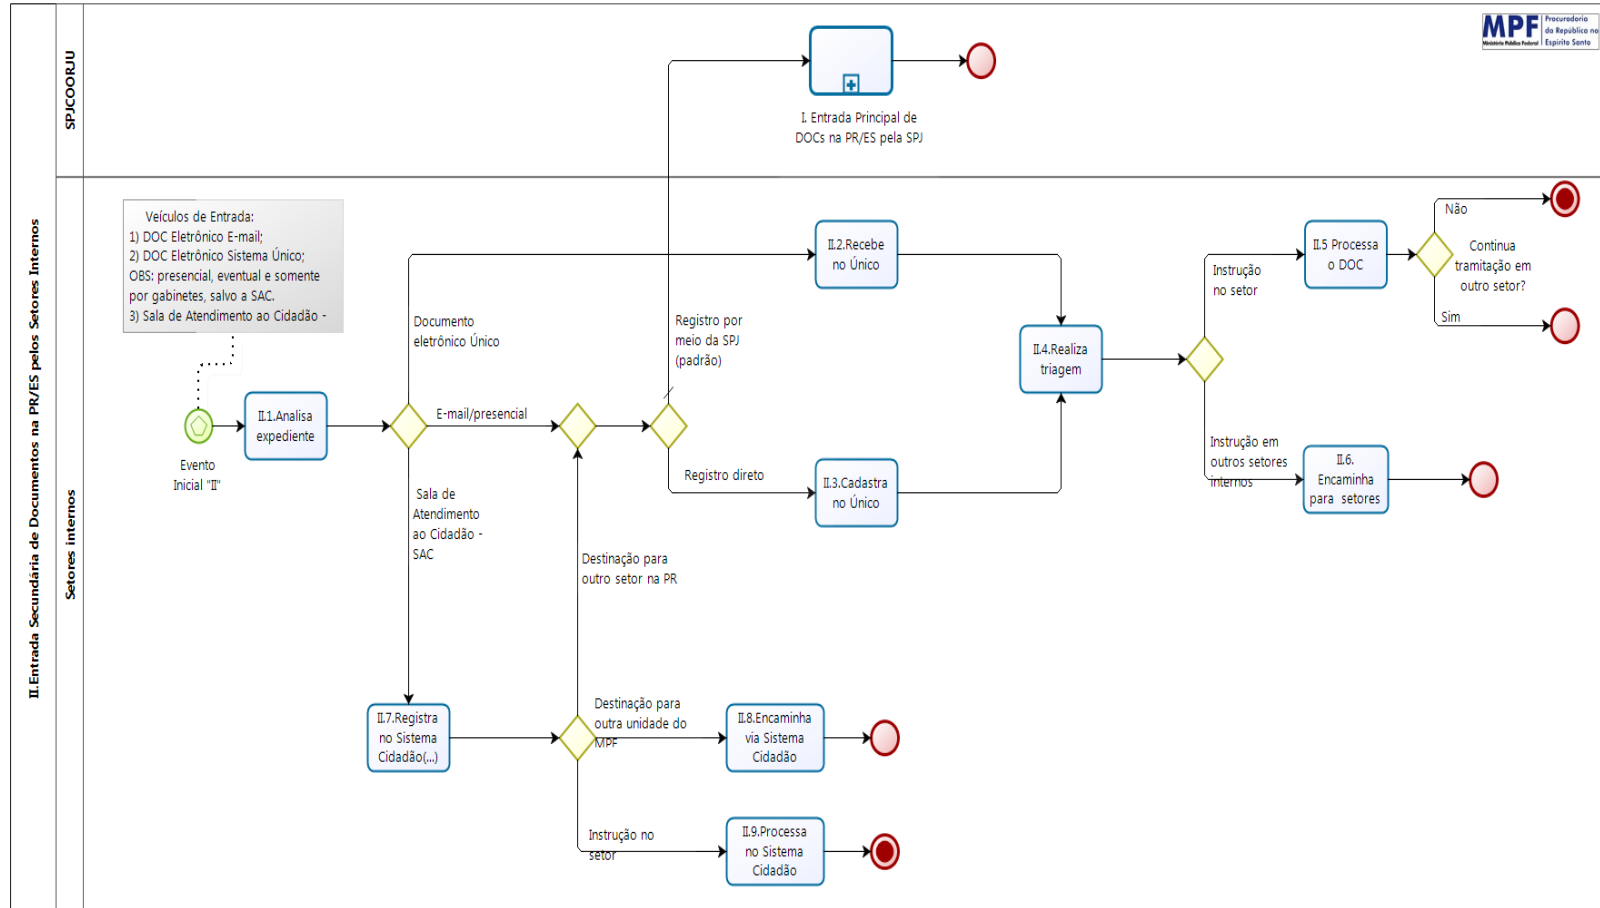 II.Entrada Secundária de Documentos na PR/ES pelos Setores Internos
SPJCOORJU
Setores internos
MPF
Ministério Público Federal
Procuradoria
da República no
Espírito Santo
I. Entrada Principal de
DOCs na PR/ES pela SPJ
Veículos de Entrada:
1) DOC Eletrônico E-mail;
2) DOC Eletrônico Sistema Único;
OBS: presencial, eventual e somente
por gabinetes, salvo a SAC.
3) Sala de Atendimento ao Cidadão -
Evento
Inicial "II"
II.1.Analisa
expediente
Documento
eletrônico Único
E-mail/presencial
Sala de
Atendimento
ao Cidadão -
SAC
Registro por
meio da SPJ
(padrão)
Registro direto
II.2.Recebe
no Único
II.3.Cadastra
no Único
II.4.Realiza
triagem
Instrução
no setor
Instrução em
outros setores
internos
II.5 Processa
o DOC
Não
Continua
tramitação em
outro setor?
Sim
II.6.
Encaminha
para setores
Destinação para
outro setor na PR
II.7.Registra
no Sistema
Cidadão(...)
Destinação para
outra unidade do
MPF
II.8.Encaminha
via Sistema
Cidadão
Instrução no
setor
II.9.Processa
no Sistema
Cidadão